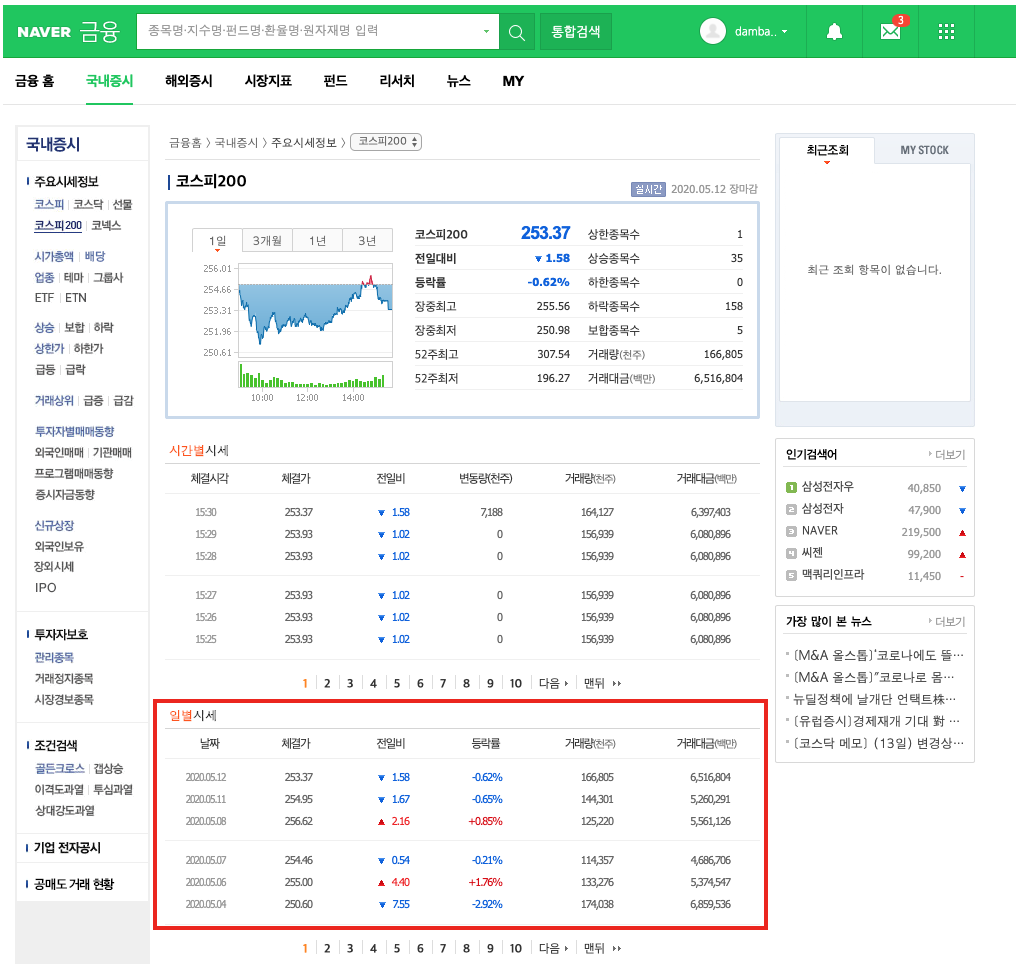 NAVER 금융
종목명·지수명·펀드명·환율명·원자재명 입력
통합검색
damba..
3
금융 홈 국내증시 해외증시 시장지표 펀드 리서치 뉴스 MY
국내증시
주요시세정보
코스피 코스닥 선물
코스피200 코넥스
시가총액 배당
업종 테마 그룹사
ETF ETN
상승 보합 하락
상한가 하한가
급등 급락
거래상위 급증 급감
투자자별매매동향
외국인매매 기관매매
프로그램매매동향
증시자금동향
신규상장
외국인보유
장외시세
IPO
투자자보호
관리종목
거래정지종목
시장경보종목
조건검색
골든크로스 갭상승
이격도과열 투심과열
상대강도과열
기업 전자공시
공매도 거래 현황
금융홈 > 국내증시 > 주요시세정보 > 코스피200
코스피200
실시간 2020.05.12 장마감
1일 3개월 1년 3년
256.01
254.66
253.31
251.96
250.61
10:00 12:00 14:00
코스피200 253.37 상한종목수 1
전일대비 ▼ 1.58 상승종목수 35
등락률 -0.62% 하한종목수 0
장중최고 255.56 하락종목수 158
장중최저 250.98 보합종목수 5
52주최고 307.54 거래량(천주) 166,805
52주최저 196.27 거래대금(백만) 6,516,804
시간별시세
체결시각 체결가 전일비 변동량(천주) 거래량(천주) 거래대금(백만)
15:30 253.37 ▼ 1.58 7,188 164,127 6,397,403
15:29 253.93 ▼ 1.02 0 156,939 6,080,896
15:28 253.93 ▼ 1.02 0 156,939 6,080,896
15:27 253.93 ▼ 1.02 0 156,939 6,080,896
15:26 253.93 ▼ 1.02 0 156,939 6,080,896
15:25 253.93 ▼ 1.02 0 156,939 6,080,896
1 2 3 4 5 6 7 8 9 10 다음 맨뒤
일별시세
날짜 체결가 전일비 등락률 거래량(천주) 거래대금(백만)
2020.05.12 253.37 ▼ 1.58 -0.62% 166,805 6,516,804
2020.05.11 254.95 ▼ 1.67 -0.65% 144,301 5,260,291
2020.05.08 256.62 ▲ 2.16 +0.85% 125,220 5,561,126
2020.05.07 254.46 ▼ 0.54 -0.21% 114,357 4,686,706
2020.05.06 255.00 ▲ 4.40 +1.76% 133,276 5,374,547
2020.05.04 250.60 ▼ 7.55 -2.92% 174,038 6,859,536
1 2 3 4 5 6 7 8 9 10 다음 맨뒤
최근조회 MY STOCK
최근 조회 항목이 없습니다.
인기검색어 더보기
1 삼성전자우 40,850 ▼
2 삼성전자 47,900 ▼
3 NAVER 219,500 ▲
4 씨젠 99,200 ▲
5 맥쿼리인프라 11,450 -
가장 많이 본 뉴스 더보기
[M&A 올스톱]'코로나에도 뜰…
[M&A 올스톱]"코로나로 몸…
뉴딜정책에 날개단 언택트株…
[유럽증시]경제재개 기대 對 …
[코스닥 메모] (13일) 변경상…